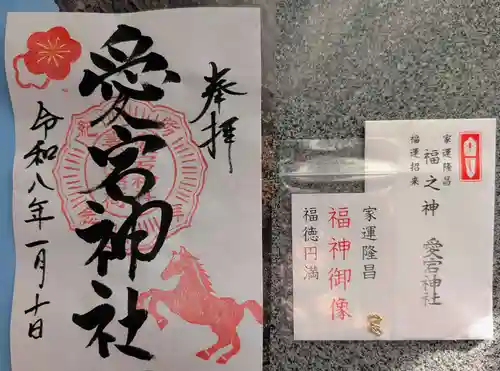 奉拝
愛宮神社
令和八年一月十日
家運隆昌
福運招来
福之神
愛宮神社
家運隆昌
福神御像
福徳円満